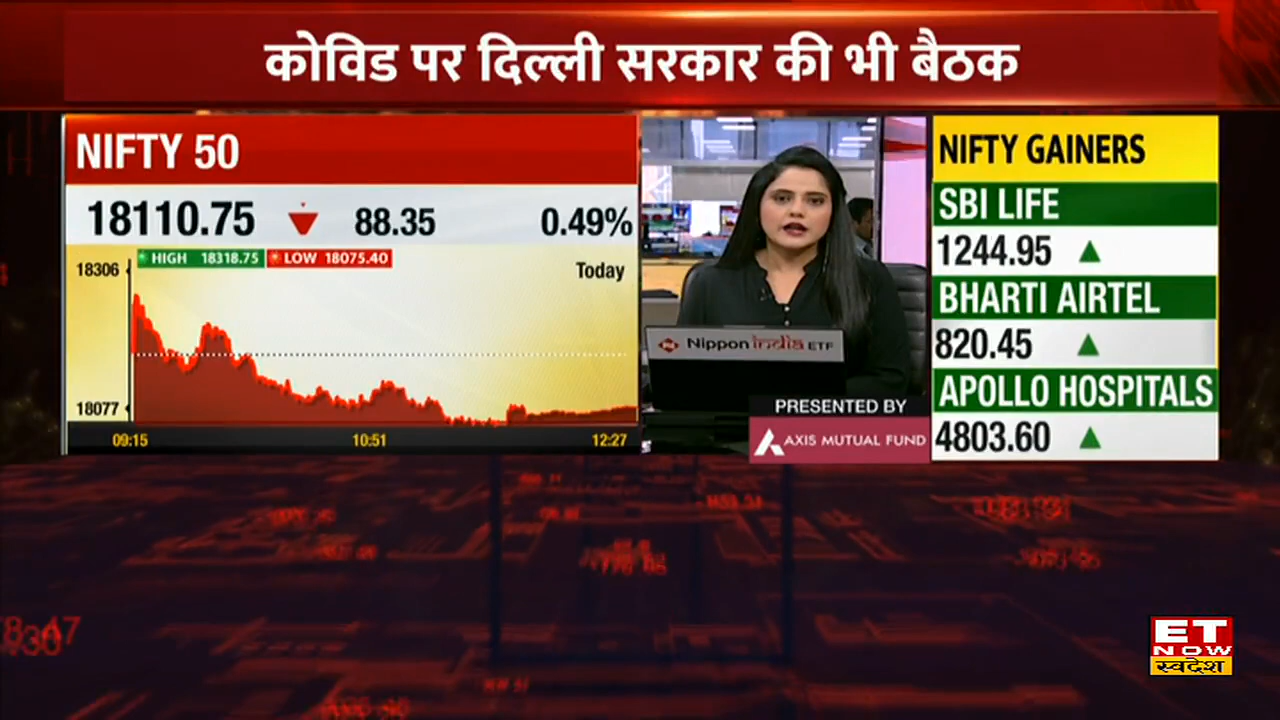 कोविड पर दिल्ली सरकार की भी बैठक
NIFTY 50
18110.75 88.35 0.49%
HIGH 18318.75 LOW 18075.40
18306
Today
18077
09:15 10:51 12:27
Nippon india ETF
PRESENTED BY
AXIS MUTUAL FUND
NIFTY GAINERS
SBI LIFE
1244.95
BHARTI AIRTEL
820.45
APOLLO HOSPITALS
4803.60
ET
NOW
स्वदेश